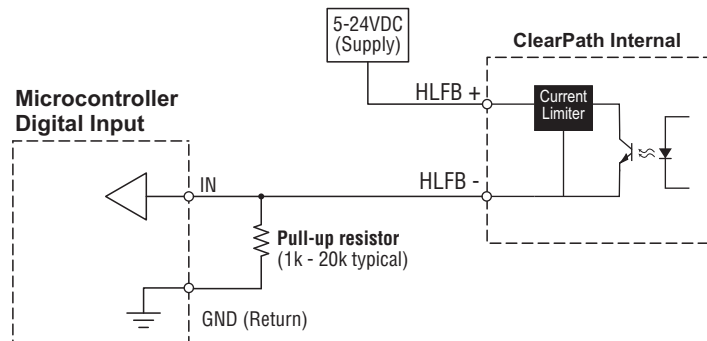 5-24VDC
(Supply)
ClearPath Internal
HLFB +
Current
Limiter
Microcontroller
Digital Input
IN
HLFB -
Pull-up resistor
(1k - 20k typical)
GND (Return)